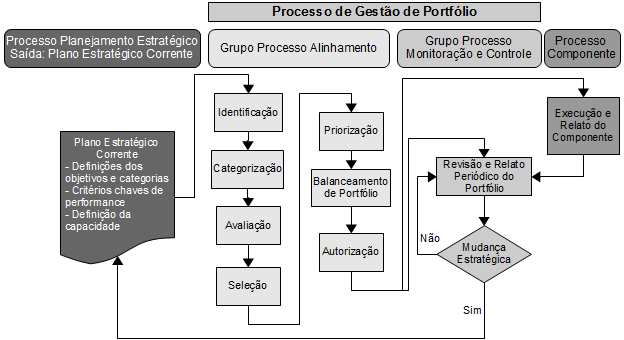 Processo de Gestão de Portfólio
Processo Planejamento Estratégico
Saída: Plano Estratégico Corrente
Grupo Processo Alinhamento
Grupo Processo
Monitoração e Controle
Processo
Componente
Identificação
Categorização
Avaliação
Seleção
Priorização
Balanceamento
de Portfólio
Autorização
Execução e
Relato do
Componente
Plano Estratégico
Corrente
- Definições dos
objetivos e categorias
- Critérios chaves de
performance
- Definição da
capacidade
Revisão e Relato
Periódico do
Portfólio
Não
Mudança
Estratégica
Sim